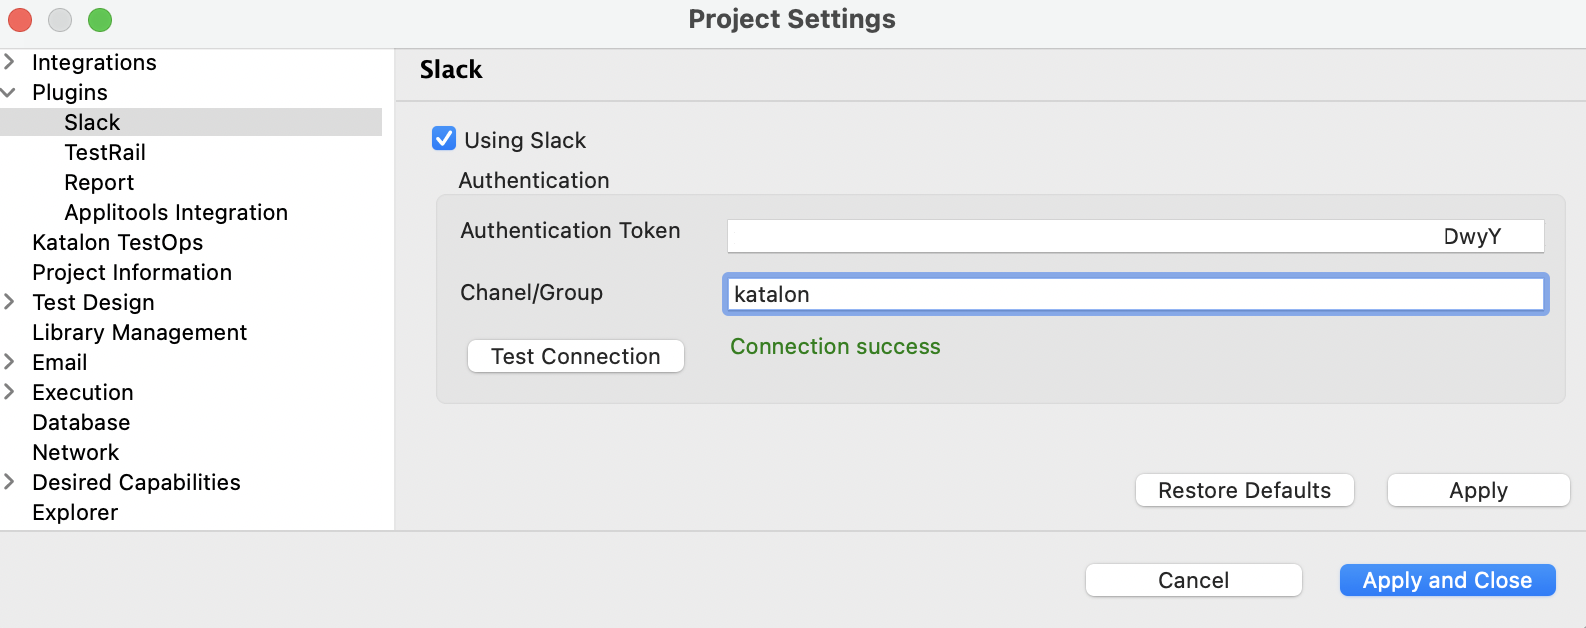 Project Settings
Integrations
Plugins
Slack
TestRail
Report
Applitools Integration
Katalon TestOps
Project Information
Test Design
Library Management
Email
Execution
Database
Network
Desired Capabilities
Explorer
Slack
Using Slack
Authentication
Authentication Token DwyY
Chanel/Group katalon
Test Connection Connection success
Restore Defaults Apply
Cancel Apply and Close